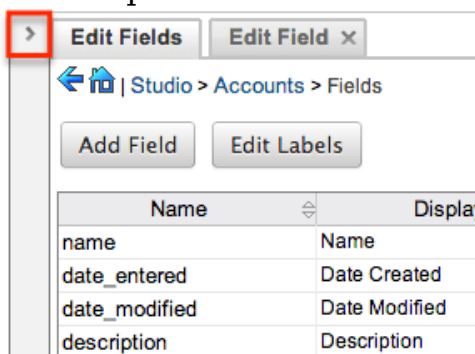 Edit Fields Edit Field ×
| Studio > Accounts > Fields
Add Field Edit Labels
Name
name Name
date_entered Date Created
date_modified Date Modified
description Description